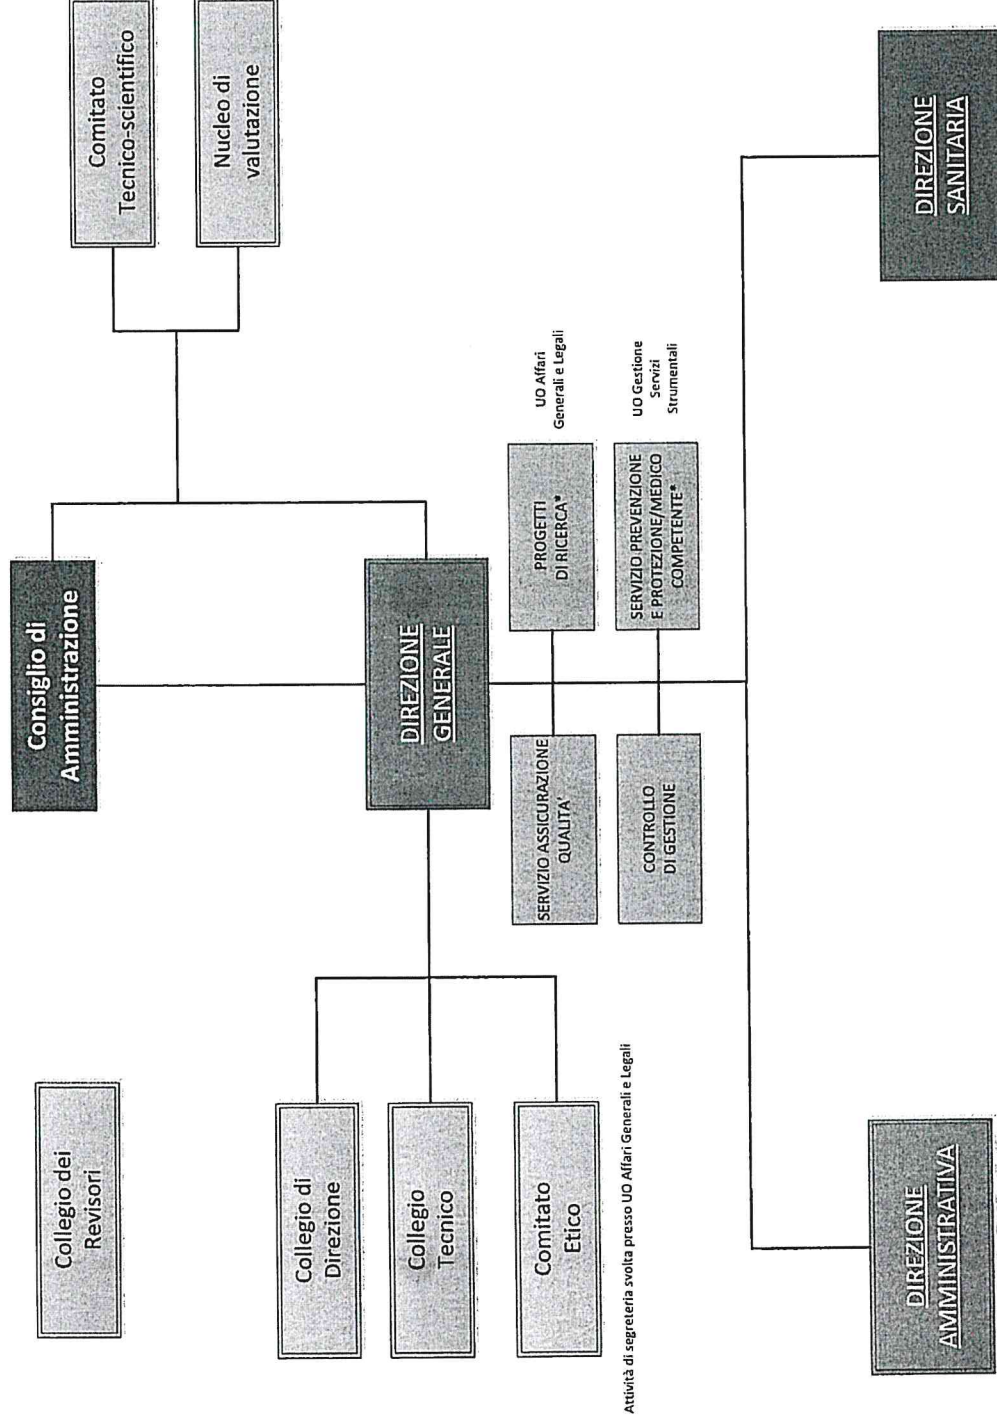 Comitato
Tecnico-scientifico
Nucleo di
valutazione
Consiglio di
Amministrazione
Collegio dei
Revisori
DIREZIONE
GENERALE
Collegio di
Direzione
Collegio
Tecnico
Comitato
Etico
Attività di segreteria svolta presso UO Affari Generali e Legali
SERVIZIO ASSICURAZIONE
QUALITA'
PROGETTI
DI RICERCA*
UO Affari
Generali e Legali
CONTROLLO
DI GESTIONE
SERVIZIO PREVENZIONE
E PROTEZIONE/MEDICO
COMPETENTE*
UO Gestione
Servizi
Strumentali
DIREZIONE
AMMINISTRATIVA
DIREZIONE
SANITARIA